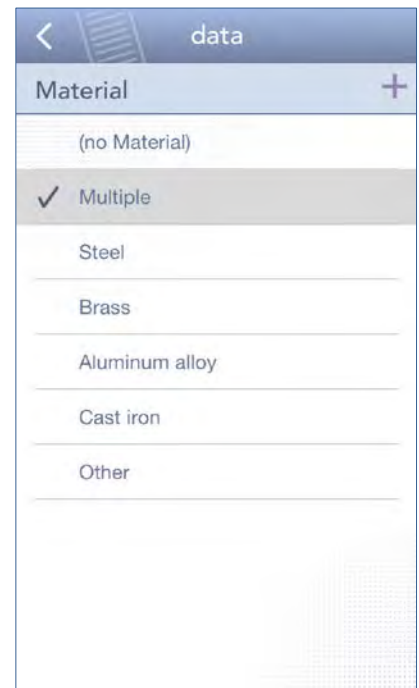 data
Material
(no Material)
Multiple
Steel
Brass
Aluminum alloy
Cast iron
Other